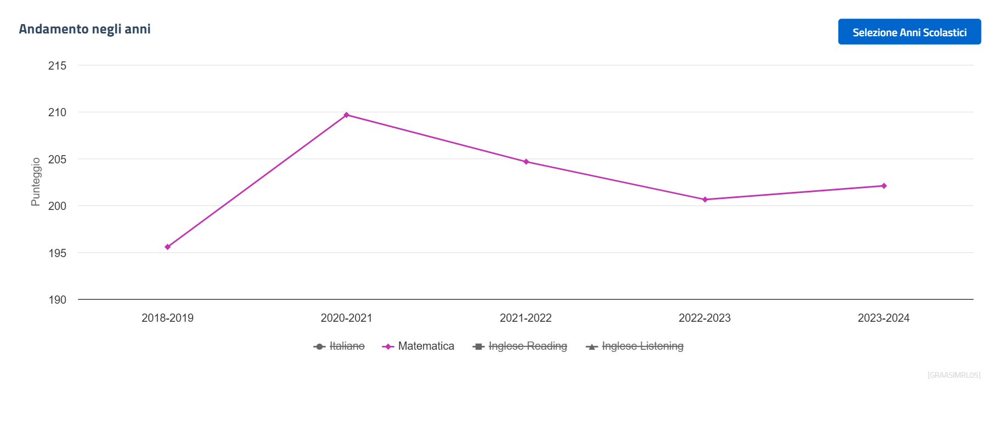 Andamento negli anni
Selezione Anni Scolastici
215
210
205
200
195
190
Punteggio
2018-2019 2020-2021 2021-2022 2022-2023 2023-2024
Italiano Matematica Inglese Reading Inglese Listening
[GRAASIMRL05]